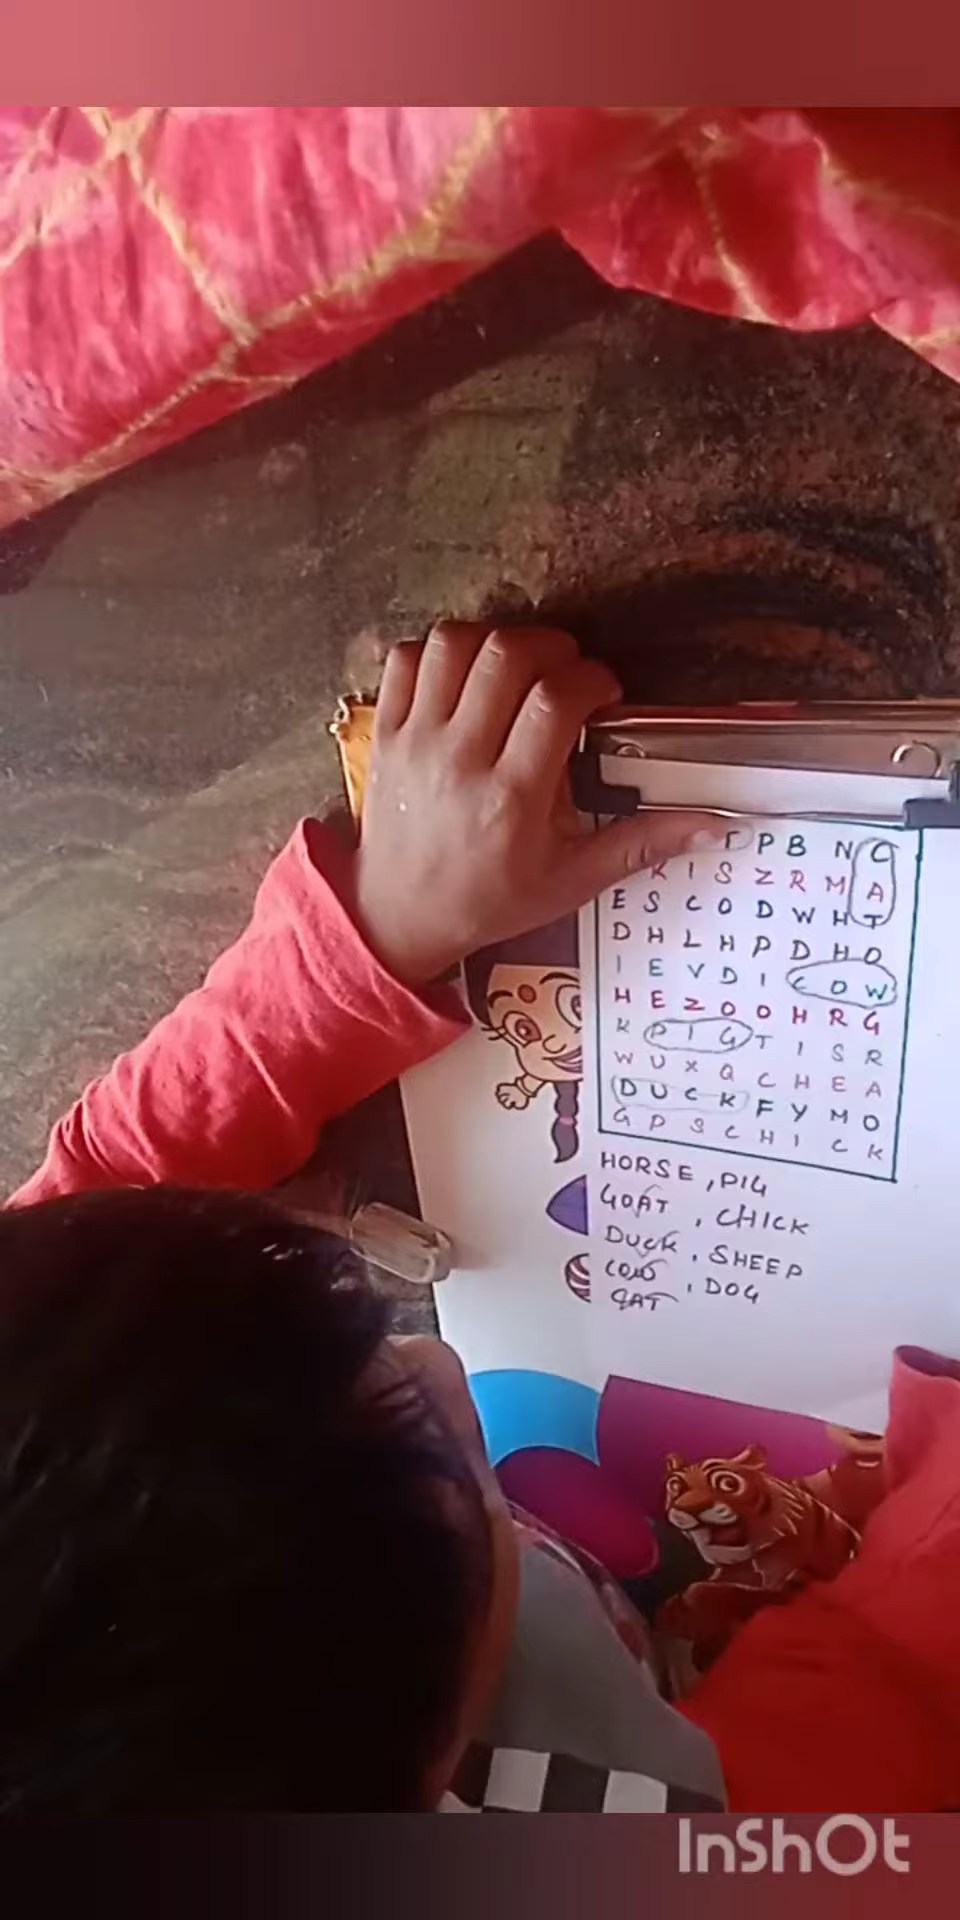 T P B N C
K I S Z R M A
E S C O D W H T
D H L H P D H O
I E V D I C O W
H E Z O O H R G
K P I G T I S R
W U X Q C H E A
D U C K F Y M O
G P S C H I C K
HORSE, PIG
GOAT, CHICK
DUCK, SHEEP
COW, DOG
CAT
InShOt